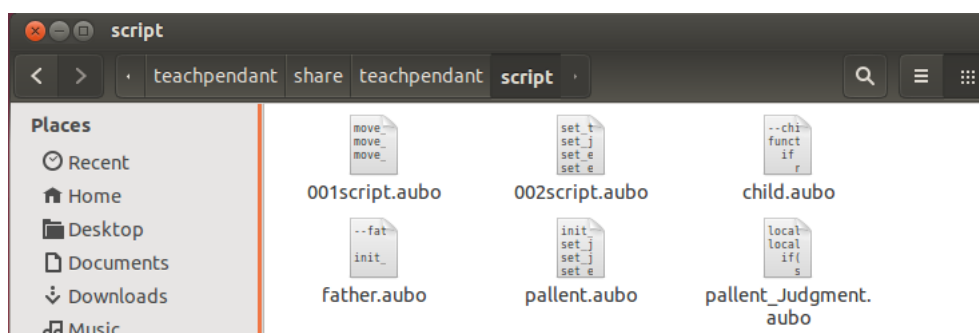 script
teachpendant share teachpendant script
Places
Recent
Home
Desktop
Documents
Downloads
Music
move_
move_
move_
001script.aubo
set_t
set_j
set_e
set e
002script.aubo
--chi
funct
if
r
child.aubo
--fat
init_
father.aubo
init_
set_j
set_j
set e
pallent.aubo
local
local
if(
s
pallent_Judgment.
aubo